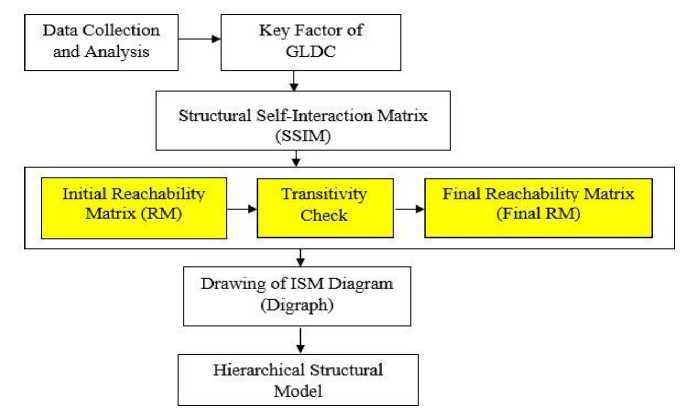 Data Collection
and Analysis
Key Factor of
GLDC
Structural Self-Interaction Matrix
(SSIM)
Initial Reachability
Matrix (RM)
Transitivity
Check
Final Reachability Matrix
(Final RM)
Drawing of ISM Diagram
(Digraph)
Hierarchical Structural
Model